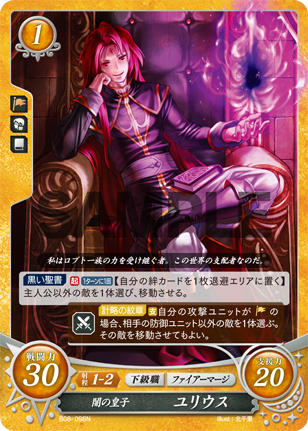 1
SAMPLE
私はロプト一族の力を受け継ぐ者。この世界の支配者なのだ。
黒い聖書 起 1ターンに1回 【自分の絆カードを1枚退避エリアに置く】
主人公以外の敵を1体選び、移動させる。
計略の紋章 支 自分の攻撃ユニットが
の場合、相手の防御ユニット以外の敵を1体選ぶ。
その敵を移動させてもよい。
戦闘力
30
射程 1-2
下級職
ファイアーマージ
支援力
20
闇の皇子
ユリウス
B08-098N
Illust:北千里